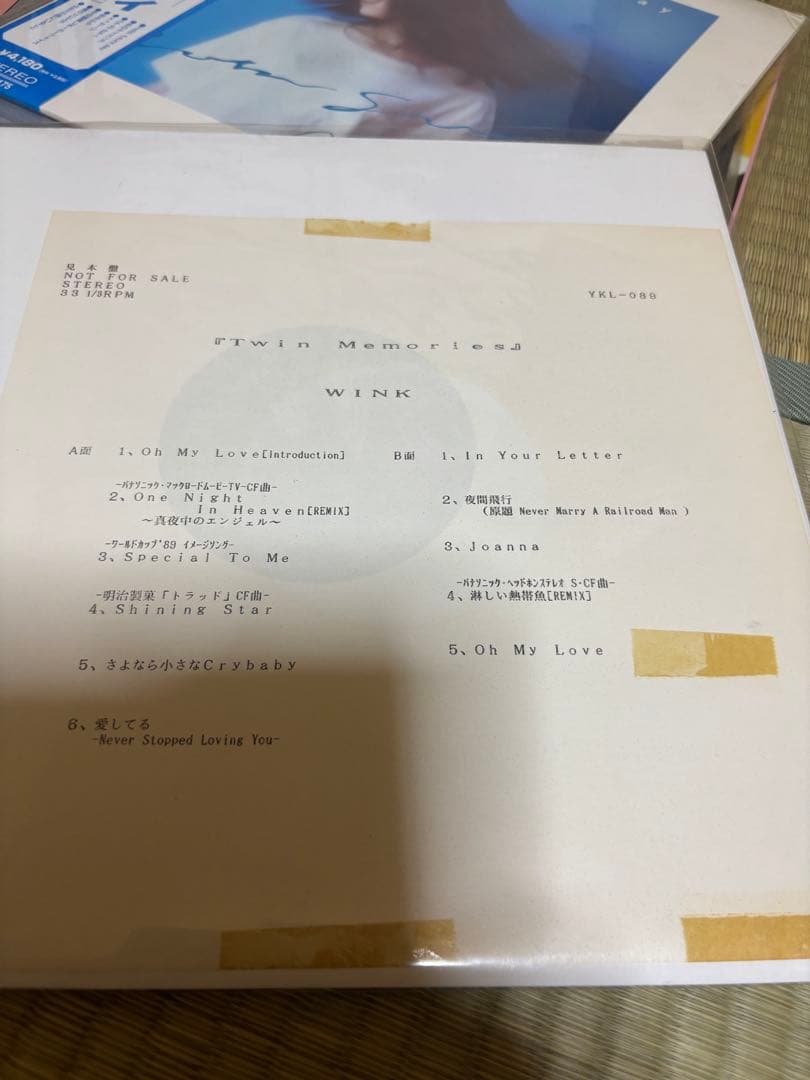 ¥4,180
STEREO
a y
見本盤
NOT FOR SALE
STEREO
33 1/3RPM
YKL-089
『Twin Memories』
WINK
A面 1、Oh My Love[Introduction]
-パナソニック・マックロードムービーTV-CF曲-
2、One Night
In Heaven[REMIX]
～真夜中のエンジェル～
-ワールドカップ'89 イメージソング-
3、Special To Me
-明治製菓「トラッド」CF曲-
4、Shining Star
5、さよなら小さなCrybaby
6、愛してる
-Never Stopped Loving You-
B面 1、In Your Letter
2、夜間飛行
(原題 Never Marry A Railroad Man )
3、Joanna
-パナソニック・ヘッドホンステレオ S・CF曲-
4、淋しい熱帯魚[REMIX]
5、Oh My Love